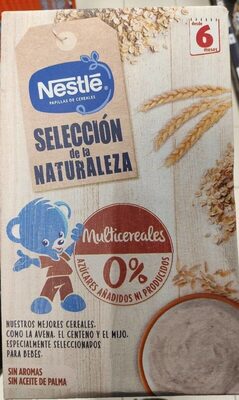 desde
6
meses
Nestlé
PAPILLAS DE CEREALES
SELECCIÓN
de la
NATURALEZA
Multicereales
0%
AZÚCARES AÑADIDOS NI PRODUCIDOS
NUESTROS MEJORES CEREALES,
COMO LA AVENA, EL CENTENO Y EL MIJO,
ESPECIALMENTE SELECCIONADOS
PARA BEBÉS.
SIN AROMAS
SIN ACEITE DE PALMA